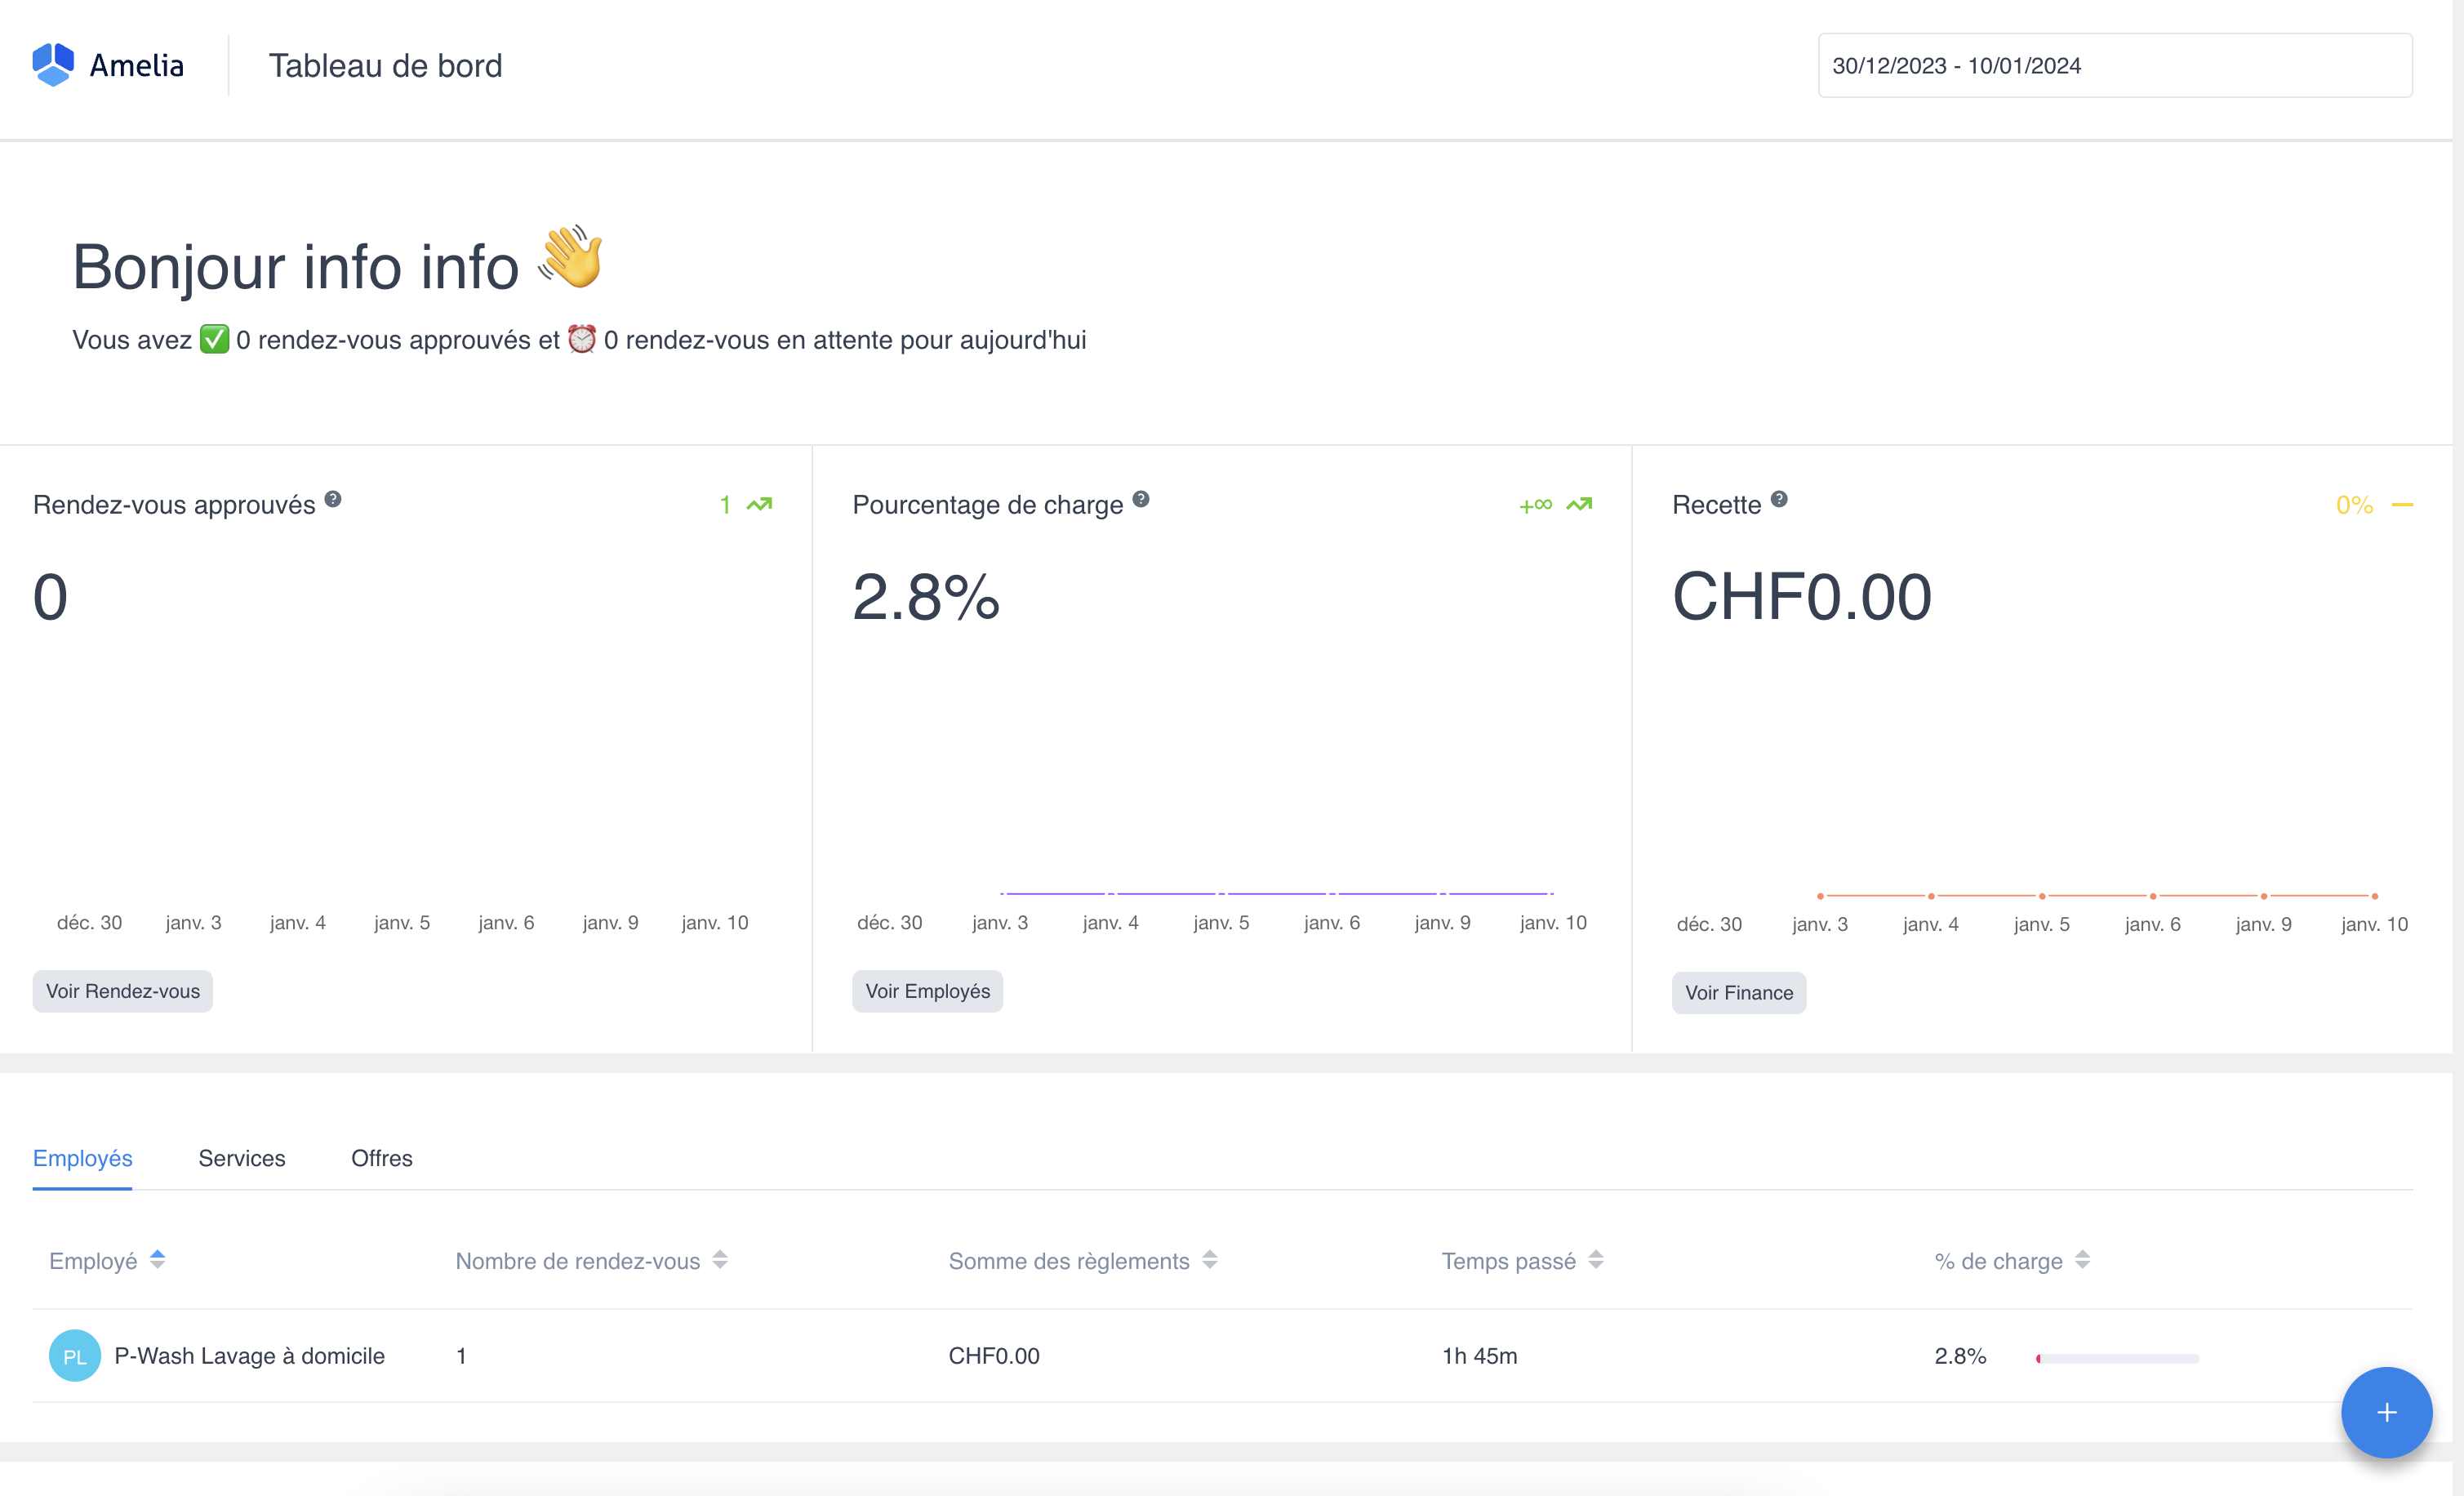 Amelia
Tableau de bord
30/12/2023 - 10/01/2024
Bonjour info info 👋
Vous avez ✅ 0 rendez-vous approuvés et ⏰ 0 rendez-vous en attente pour aujourd'hui
Rendez-vous approuvés ?
1
0
déc. 30 janv. 3 janv. 4 janv. 5 janv. 6 janv. 9 janv. 10
Voir Rendez-vous
Pourcentage de charge ?
+∞
2.8%
déc. 30 janv. 3 janv. 4 janv. 5 janv. 6 janv. 9 janv. 10
Voir Employés
Recette ?
0%
CHF0.00
déc. 30 janv. 3 janv. 4 janv. 5 janv. 6 janv. 9 janv. 10
Voir Finance
Employés Services Offres
Employé Nombre de rendez-vous Somme des règlements Temps passé % de charge
PL P-Wash Lavage à domicile 1 CHF0.00 1h 45m 2.8%
+